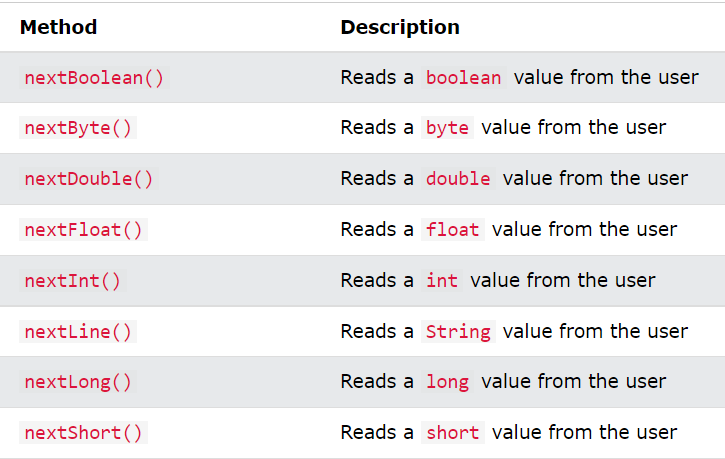 Method Description
nextBoolean() Reads a boolean value from the user
nextByte() Reads a byte value from the user
nextDouble() Reads a double value from the user
nextFloat() Reads a float value from the user
nextInt() Reads a int value from the user
nextLine() Reads a String value from the user
nextLong() Reads a long value from the user
nextShort() Reads a short value from the user